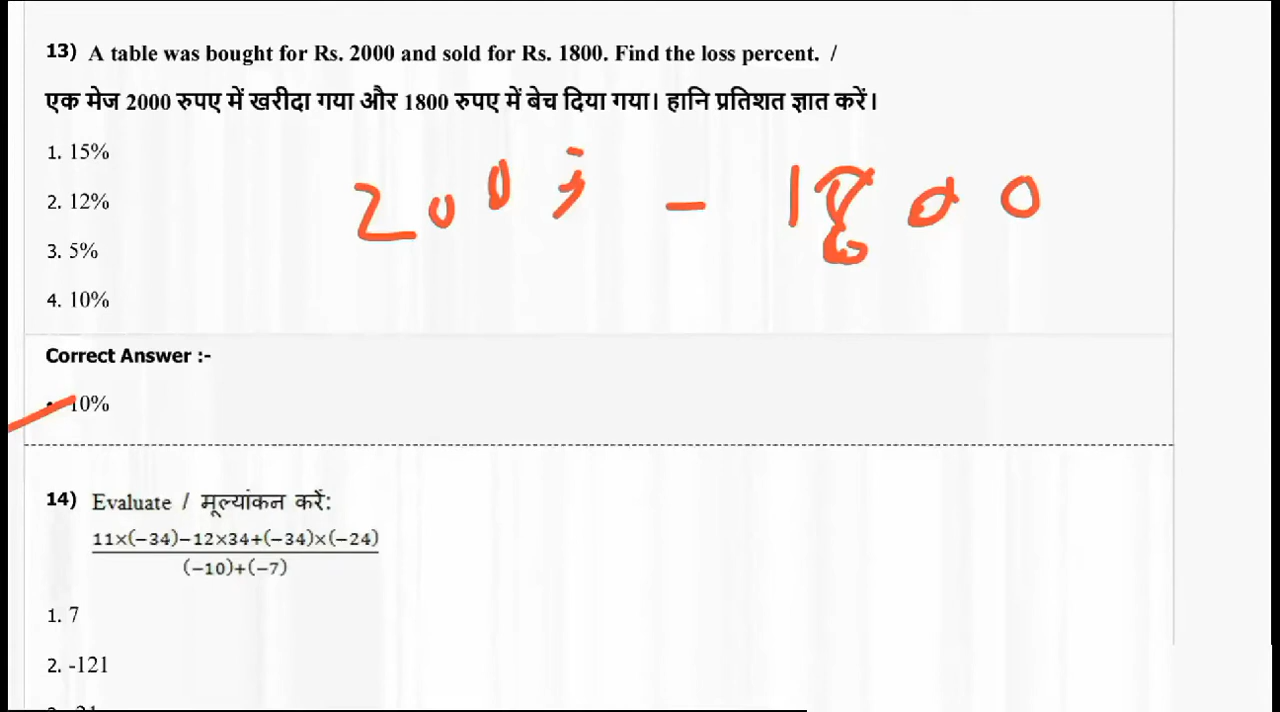 13) A table was bought for Rs. 2000 and sold for Rs. 1800. Find the loss percent. /
एक मेज 2000 रुपए में खरीदा गया और 1800 रुपए में बेच दिया गया। हानि प्रतिशत ज्ञात करें।
1. 15%
2. 12%
3. 5%
4. 10%
- 1800
Correct Answer :-
• 10%
14) Evaluate / मूल्यांकन करें:
11×(−34)−12×34+(−34)×(−24)
(−10)+(−7)
1. 7
2. -121